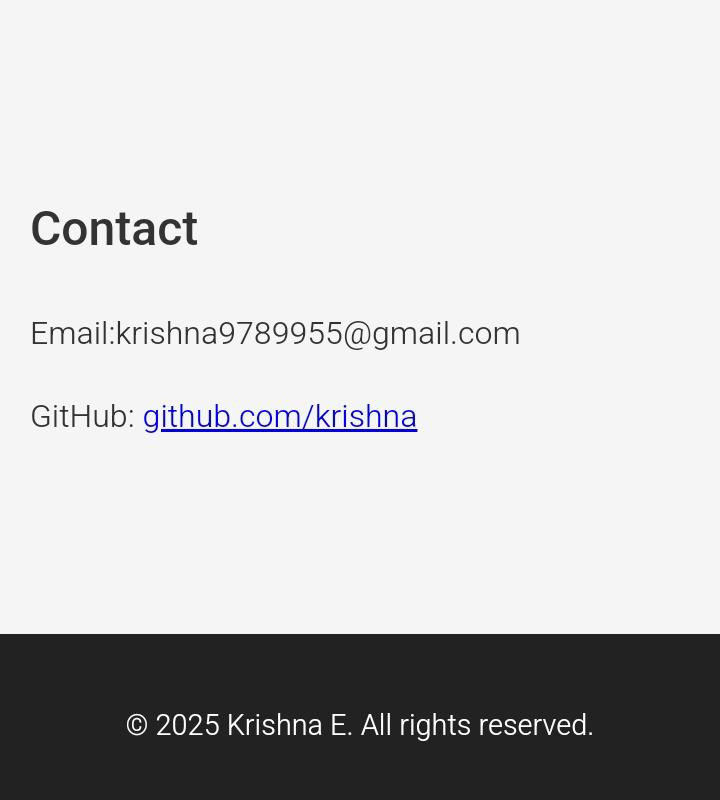 Contact
Email:krishna9789955@gmail.com
GitHub: github.com/krishna
© 2025 Krishna E. All rights reserved.